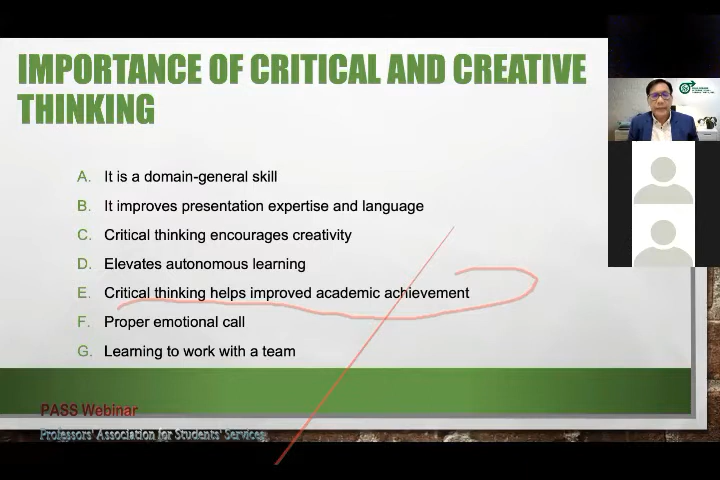 IMPORTANCE OF CRITICAL AND CREATIVE
THINKING
A. It is a domain-general skill
B. It improves presentation expertise and language
C. Critical thinking encourages creativity
D. Elevates autonomous learning
E. Critical thinking helps improved academic achievement
F. Proper emotional call
G. Learning to work with a team
PASS Webinar
Professors' Association for Students' Services